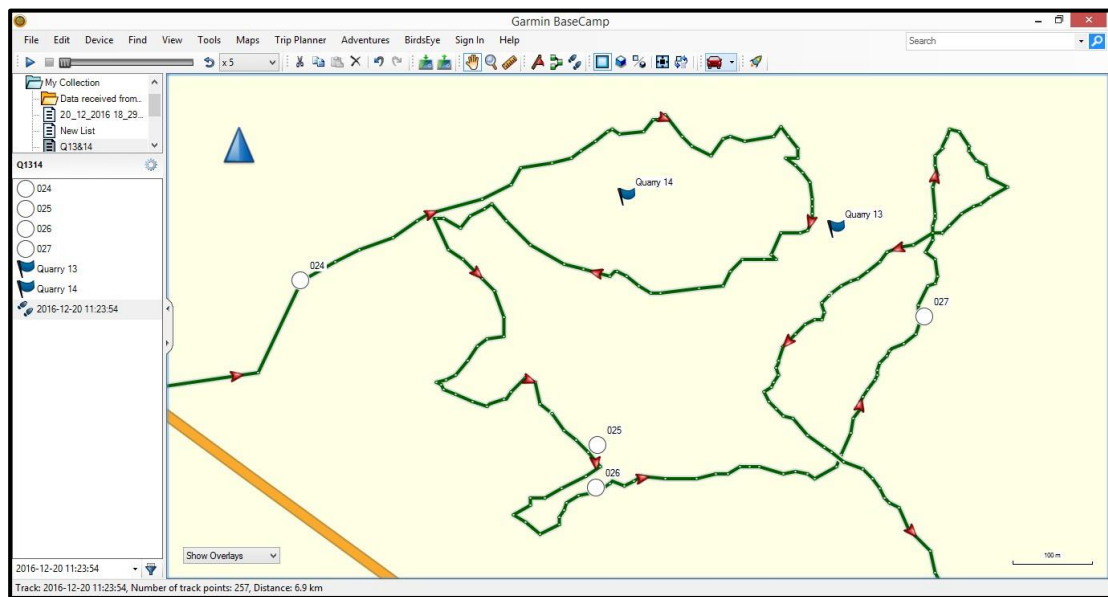 Garmin BaseCamp
File Edit Device Find View Tools Maps Trip Planner Adventures BirdsEye Sign In Help
Search
x 5
My Collection
Data received from...
20_12_2016 18_29...
New List
Q13&14
Q1314
024
025
026
027
Quarry 13
Quarry 14
2016-12-20 11:23:54
Quarry 14
Quarry 13
024
027
025
026
Show Overlays
100 m
2016-12-20 11:23:54
Track: 2016-12-20 11:23:54, Number of track points: 257, Distance: 6.9 km